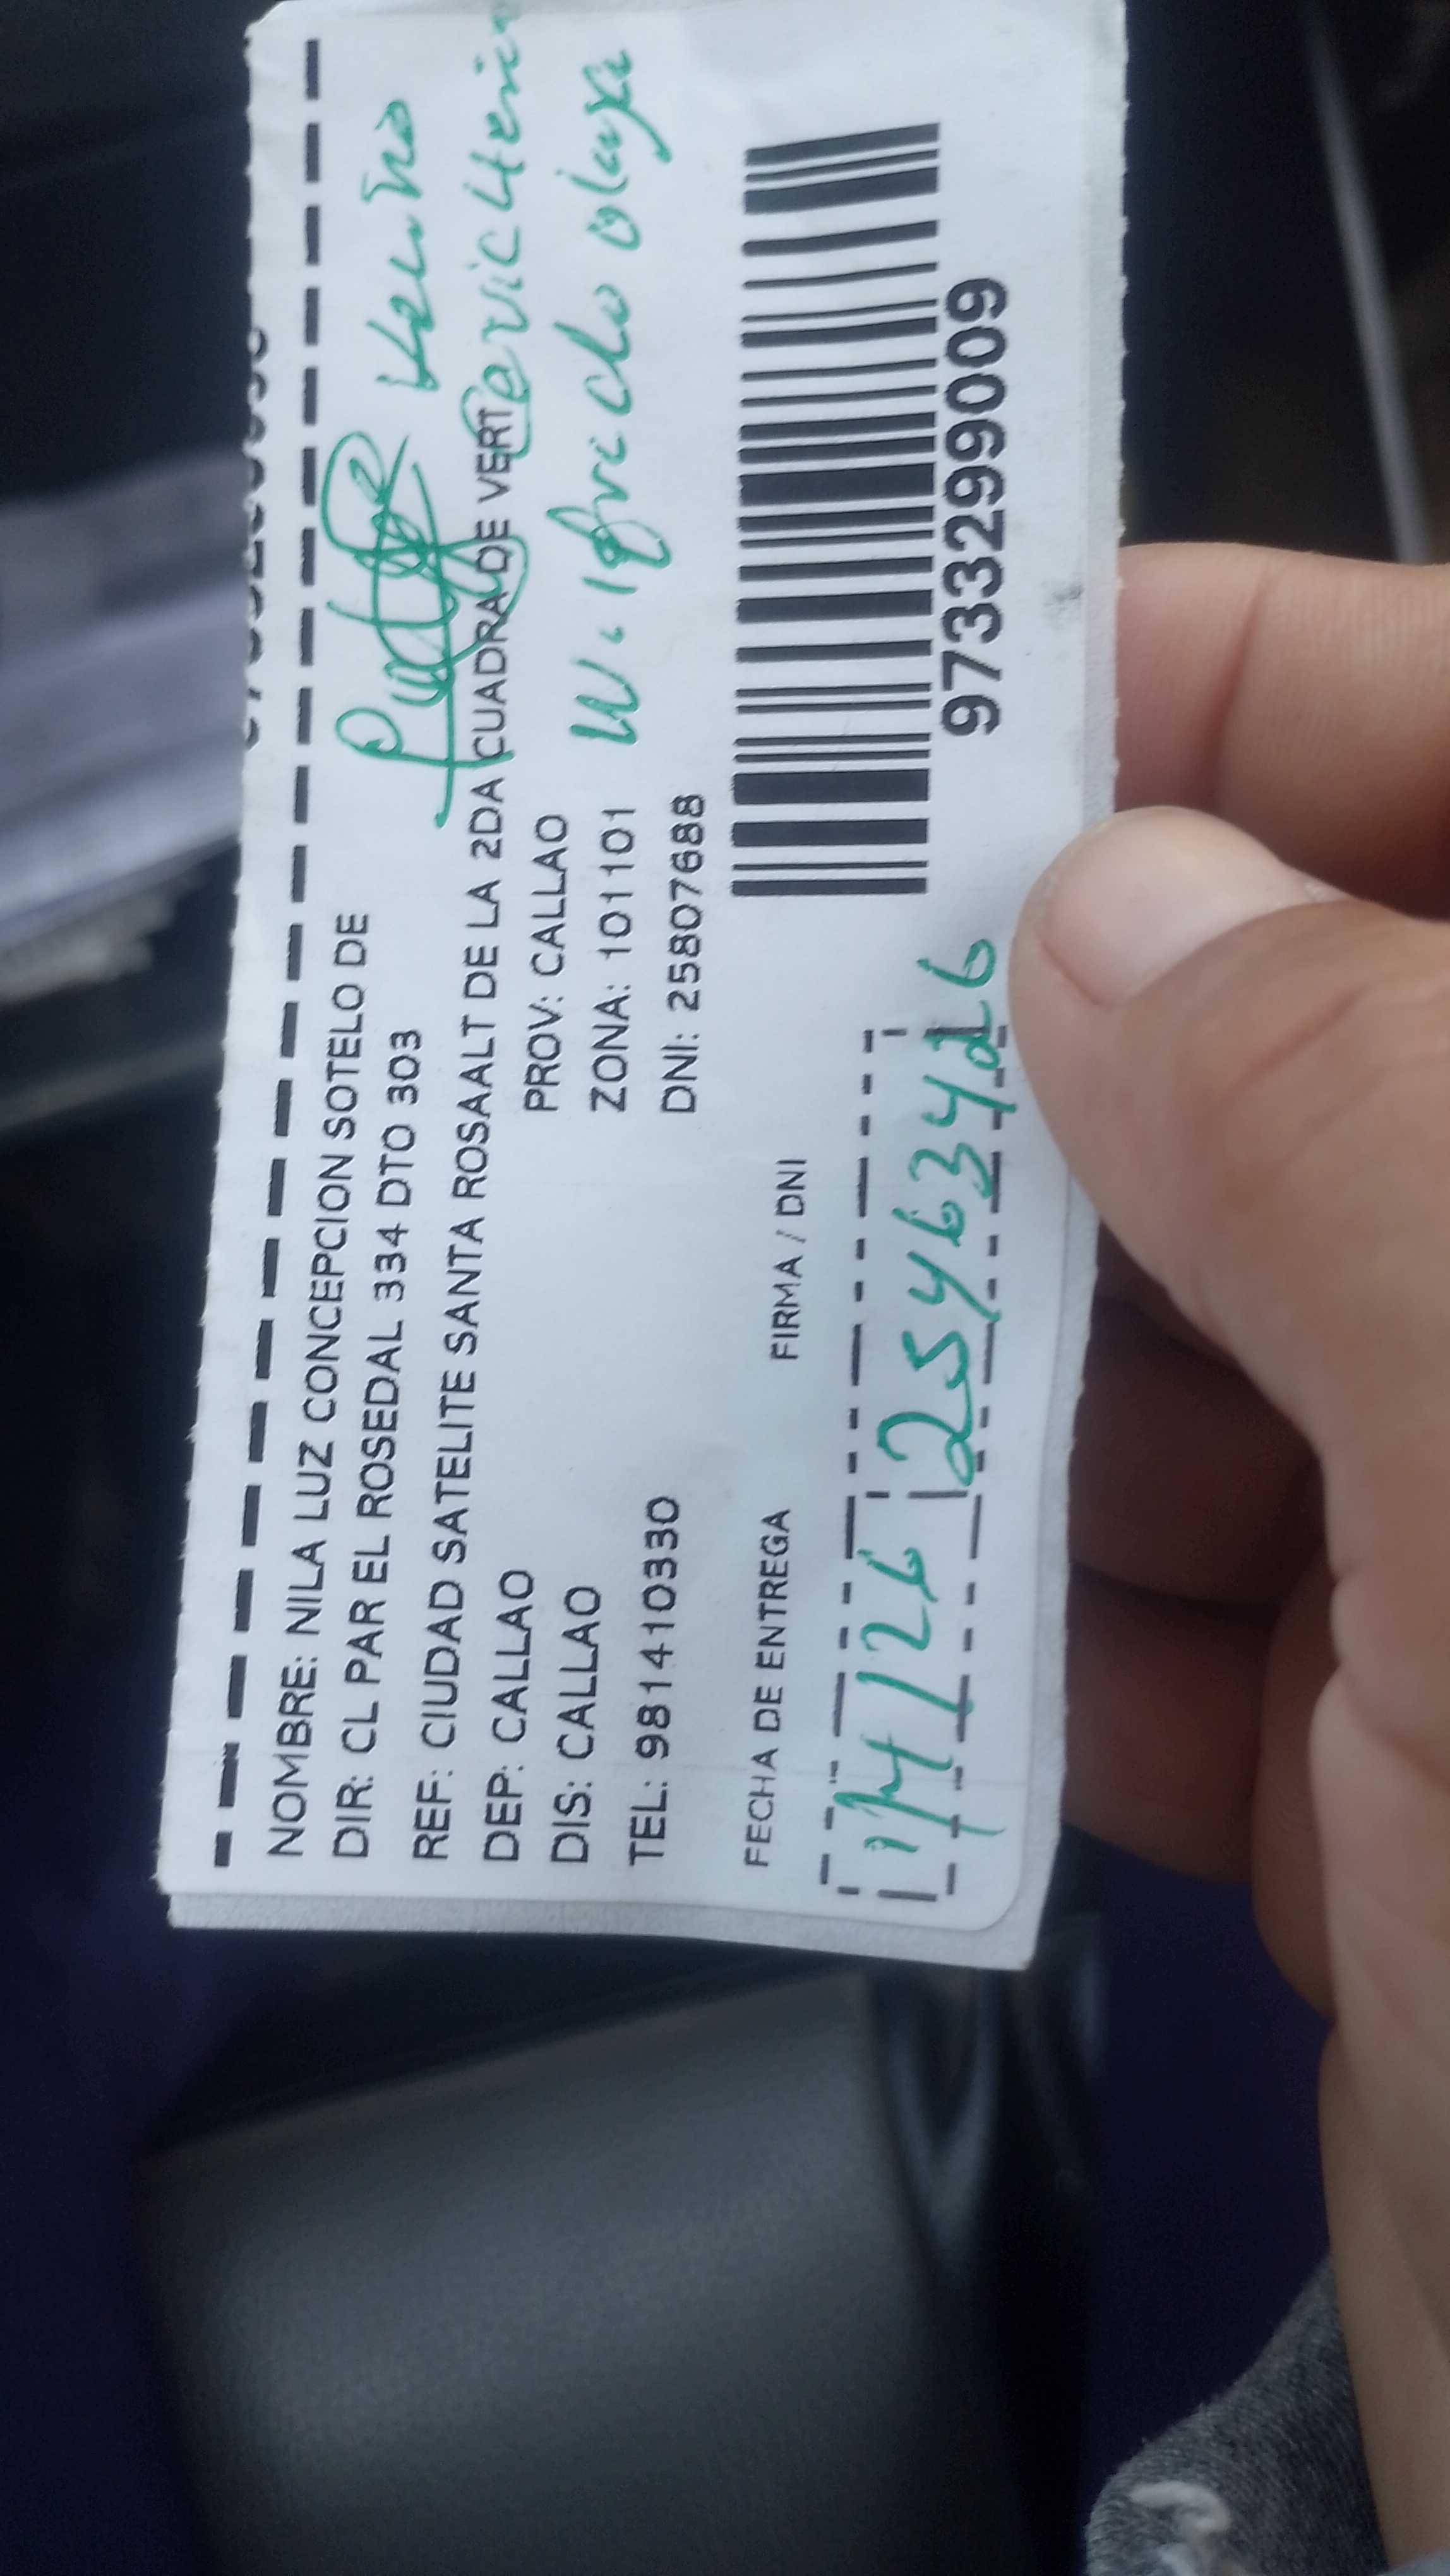 NOMBRE: NILA LUZ CONCEPCION SOTELO DE
DIR: CL PAR EL ROSEDAL 334 DTO 303
REF: CIUDAD SATELITE SANTA ROSAALT DE LA 2DA CUADRA DE VERT
DEP: CALLAO PROV: CALLAO
DIS: CALLAO ZONA: 101101
Wilfrido
TEL: 981410330 DNI: 25807688
FECHA DE ENTREGA FIRMA / DNI
9733299009